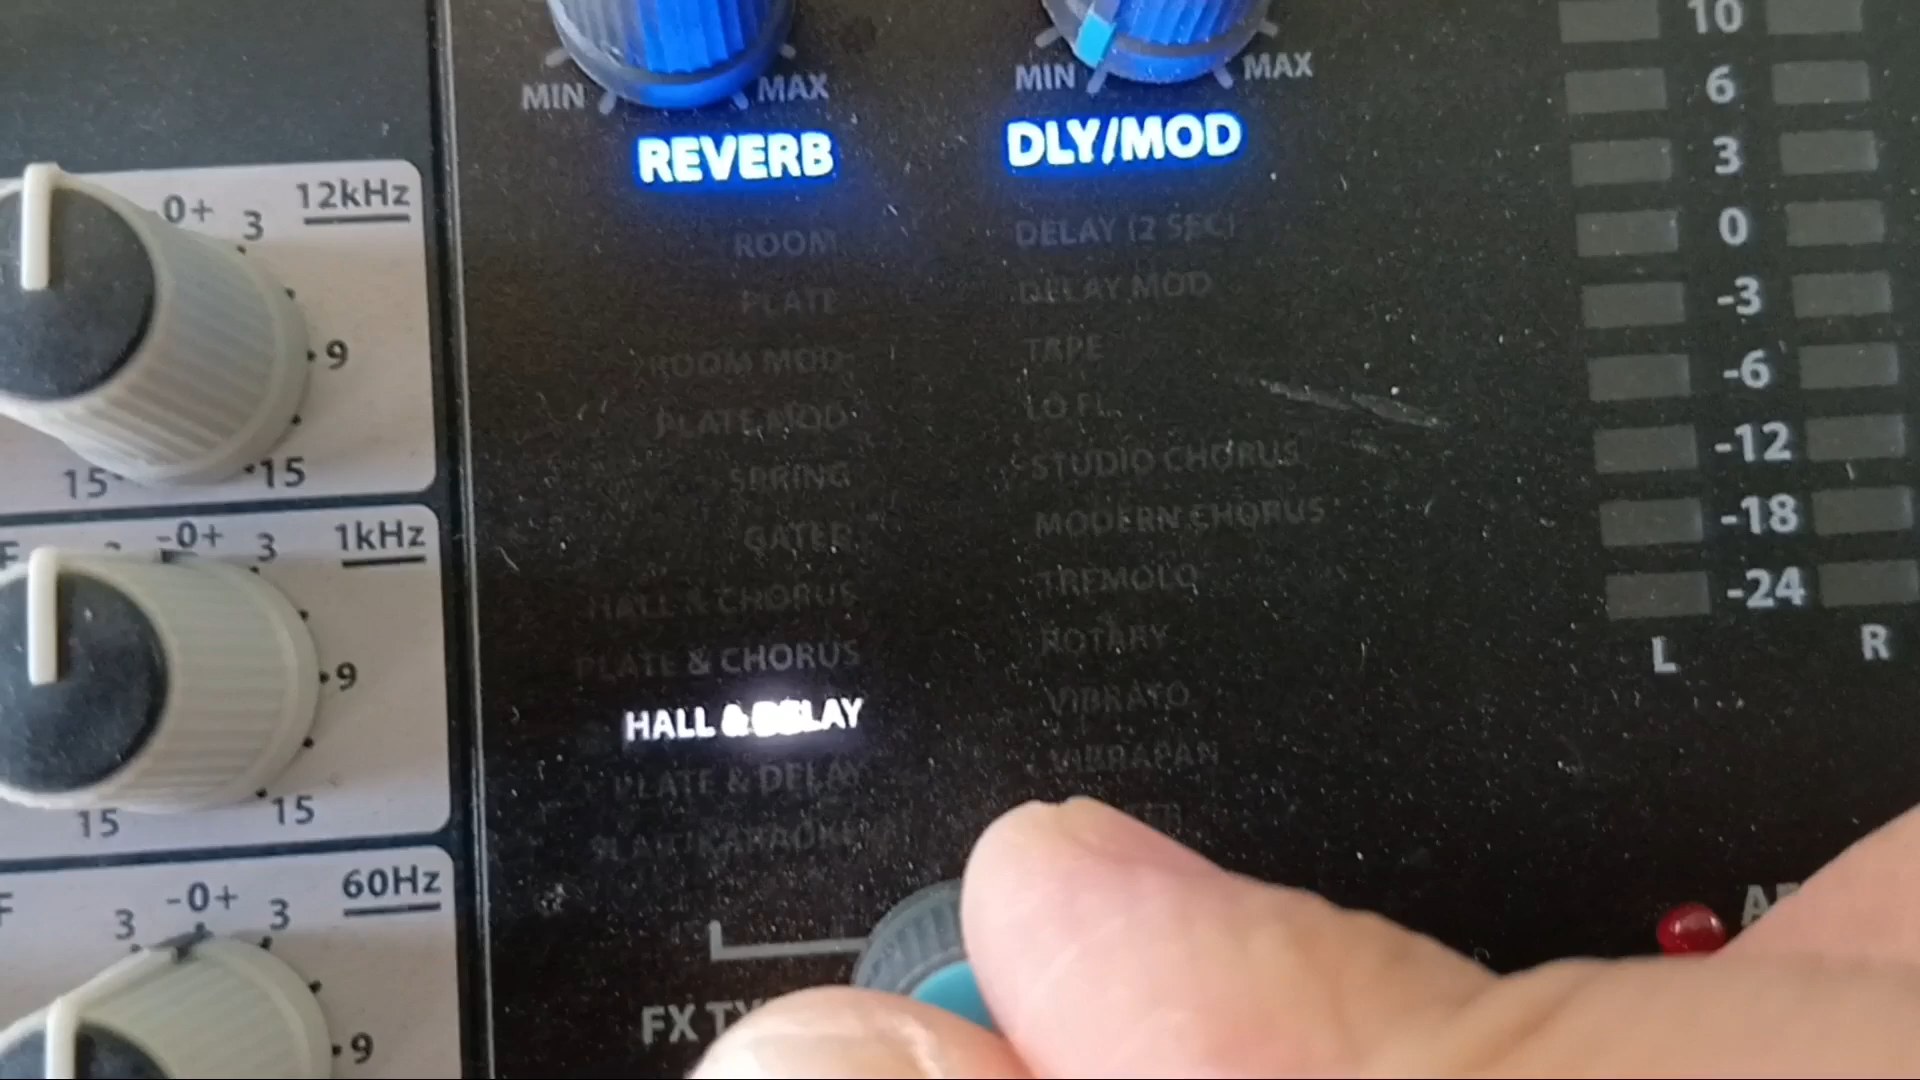 MIN MAX
MIN MAX
REVERB
DLY/MOD
ROOM
PLATE
ROOM MOD
PLATE MOD
SPRING
GATED
HALL & CHORUS
PLATE & CHORUS
HALL & DELAY
PLATE & DELAY
DELAY (2 SEC)
DELAY MOD
TAPE
LO FI
STUDIO CHORUS
MODERN CHORUS
TREMOLO
ROTARY
VIBRATO
VIBRAPAN
FX
10
6
3
0
-3
-6
-12
-18
-24
L R
0+ 3 12kHz
9
15 15
-0+ 3 1kHz
9
15 15
3 -0+ 3 60Hz
9